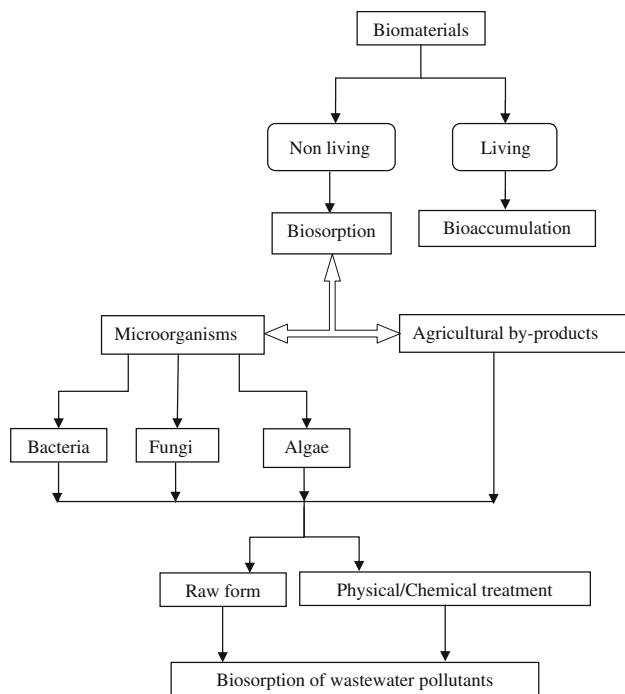 Biomaterials
Non living
Living
Biosorption
Bioaccumulation
Microorganisms
Agricultural by-products
Bacteria
Fungi
Algae
Raw form
Physical/Chemical treatment
Biosorption of wastewater pollutants